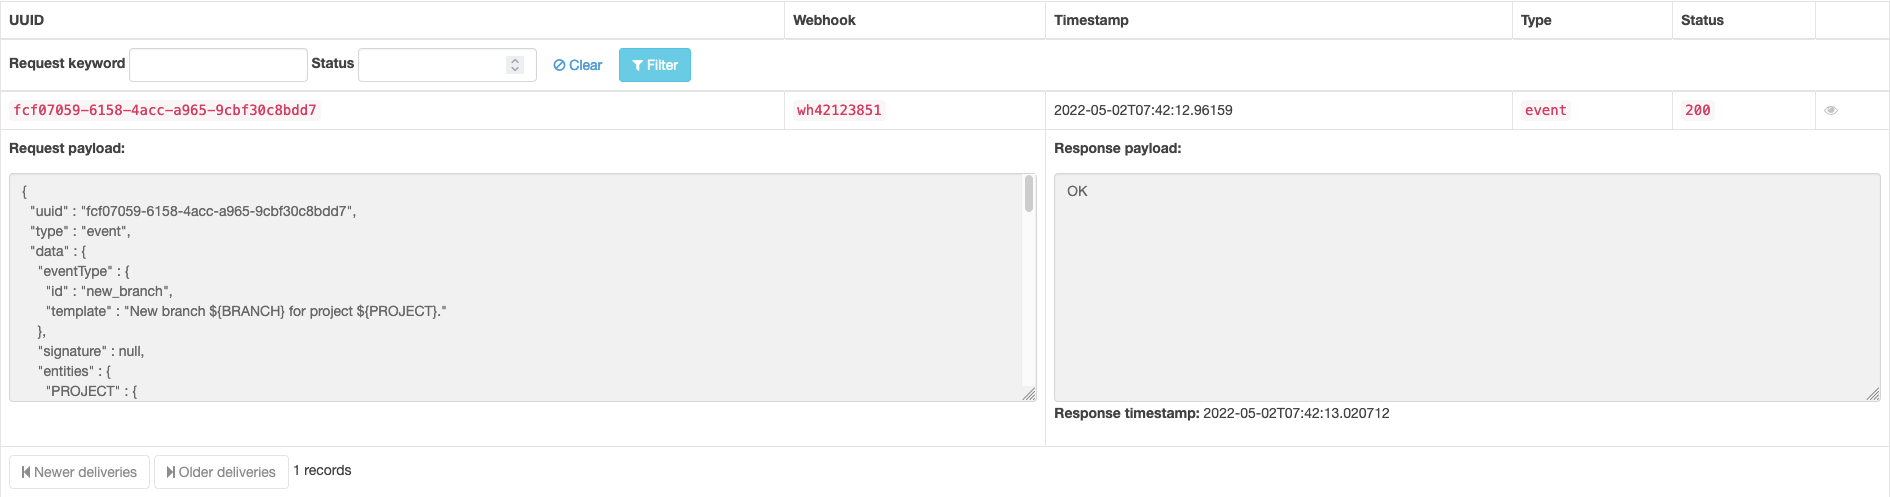 UUID Webhook Timestamp Type Status
Request keyword Status Clear Filter
fcf07059-6158-4acc-a965-9cbf30c8bdd7 wh42123851 2022-05-02T07:42:12.96159 event 200
Request payload: Response payload:
{ OK
"uuid" : "fcf07059-6158-4acc-a965-9cbf30c8bdd7",
"type" : "event",
"data" : {
"eventType" : {
"id" : "new_branch",
"template" : "New branch ${BRANCH} for project ${PROJECT}."
},
"signature" : null,
"entities" : {
"PROJECT" : {
Response timestamp: 2022-05-02T07:42:13.020712
Newer deliveries Older deliveries 1 records